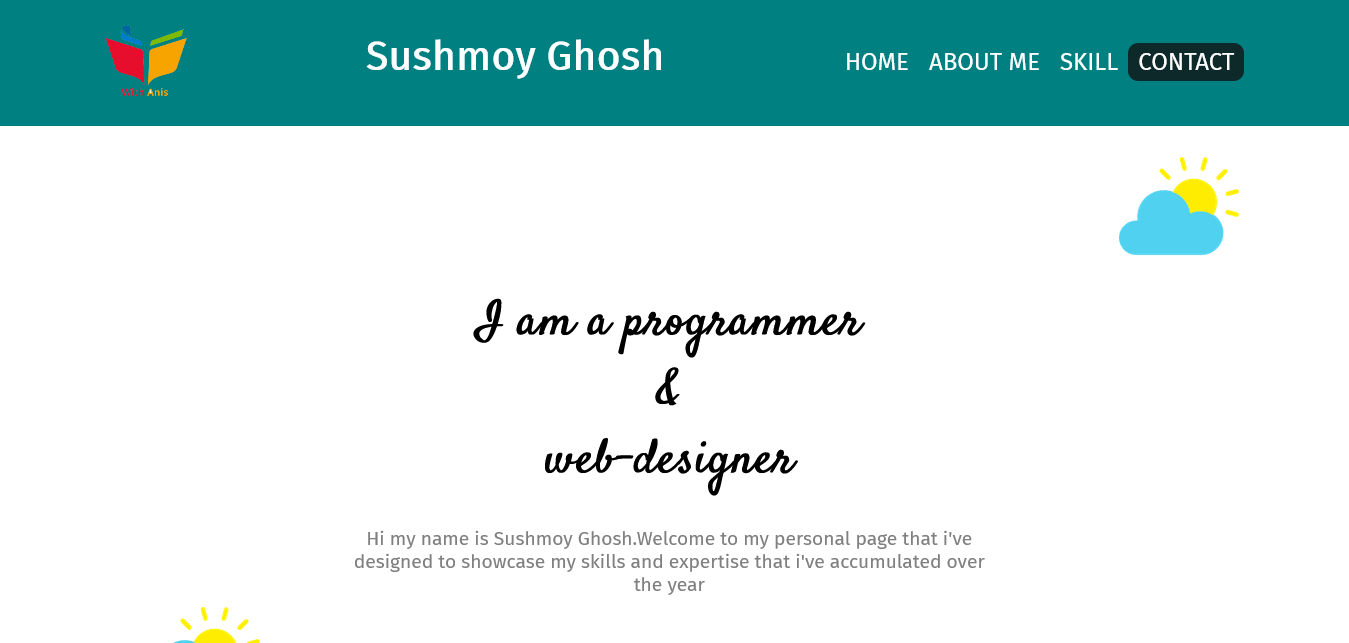 Sushmoy Ghosh
HOME ABOUT ME SKILL CONTACT
With Anis
I am a programmer
&
web-designer
Hi my name is Sushmoy Ghosh.Welcome to my personal page that i've
designed to showcase my skills and expertise that i've accumulated over
the year